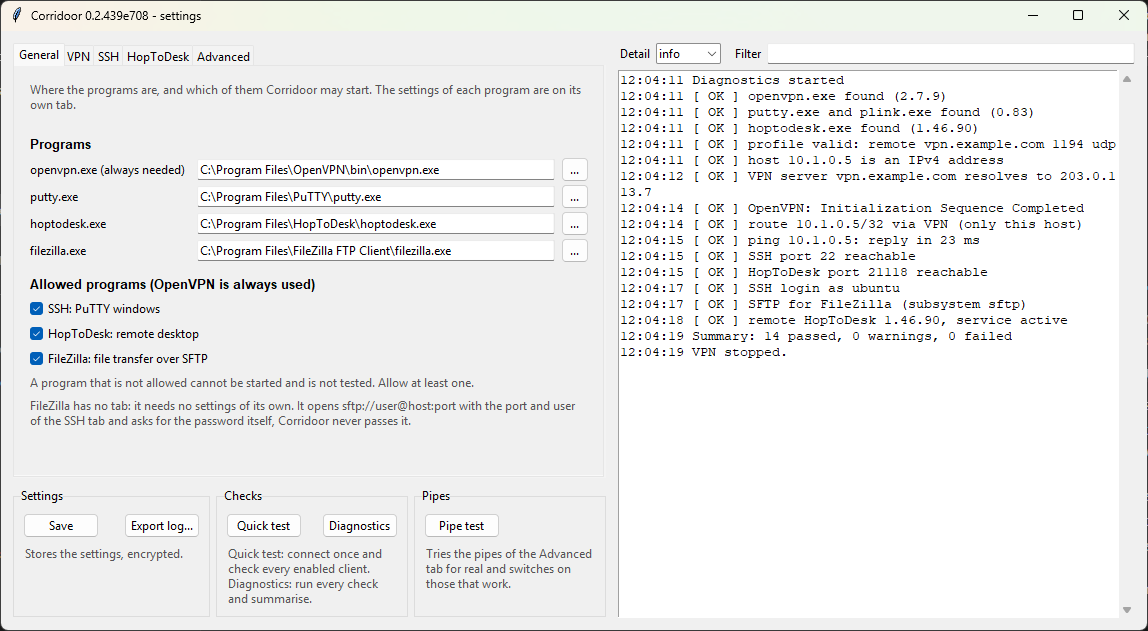 Corridoor 0.2.439e708 - settings
General VPN SSH HopToDesk Advanced
Where the programs are, and which of them Corridoor may start. The settings of each program are on its
own tab.
Programs
openvpn.exe (always needed) C:\Program Files\OpenVPN\bin\openvpn.exe ...
putty.exe C:\Program Files\PuTTY\putty.exe ...
hoptodesk.exe C:\Program Files\HopToDesk\hoptodesk.exe ...
filezilla.exe C:\Program Files\FileZilla FTP Client\filezilla.exe ...
Allowed programs (OpenVPN is always used)
SSH: PuTTY windows
HopToDesk: remote desktop
FileZilla: file transfer over SFTP
A program that is not allowed cannot be started and is not tested. Allow at least one.
FileZilla has no tab: it needs no settings of its own. It opens sftp://user@host:port with the port and user
of the SSH tab and asks for the password itself, Corridoor never passes it.
Settings
Save Export log...
Stores the settings, encrypted.
Checks
Quick test Diagnostics
Quick test: connect once and
check every enabled client.
Diagnostics: run every check
and summarise.
Pipes
Pipe test
Tries the pipes of the Advanced
tab for real and switches on
those that work.
Detail info Filter
12:04:11 Diagnostics started
12:04:11 [ OK ] openvpn.exe found (2.7.9)
12:04:11 [ OK ] putty.exe and plink.exe found (0.83)
12:04:11 [ OK ] hoptodesk.exe found (1.46.90)
12:04:11 [ OK ] profile valid: remote vpn.example.com 1194 udp
12:04:11 [ OK ] host 10.1.0.5 is an IPv4 address
12:04:12 [ OK ] VPN server vpn.example.com resolves to 203.0.1
13.7
12:04:14 [ OK ] OpenVPN: Initialization Sequence Completed
12:04:14 [ OK ] route 10.1.0.5/32 via VPN (only this host)
12:04:15 [ OK ] ping 10.1.0.5: reply in 23 ms
12:04:15 [ OK ] SSH port 22 reachable
12:04:15 [ OK ] HopToDesk port 21118 reachable
12:04:17 [ OK ] SSH login as ubuntu
12:04:17 [ OK ] SFTP for FileZilla (subsystem sftp)
12:04:18 [ OK ] remote HopToDesk 1.46.90, service active
12:04:19 Summary: 14 passed, 0 warnings, 0 failed
12:04:19 VPN stopped.